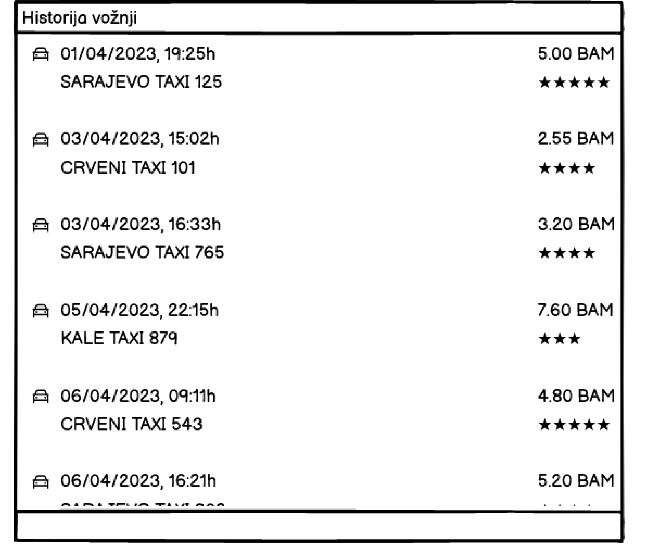 Historija vožnji
01/04/2023, 19:25h 5.00 BAM
SARAJEVO TAXI 125 ★★★★★
03/04/2023, 15:02h 2.55 BAM
CRVENI TAXI 101 ★★★★
03/04/2023, 16:33h 3.20 BAM
SARAJEVO TAXI 765 ★★★★
05/04/2023, 22:15h 7.60 BAM
KALE TAXI 879 ★★★
06/04/2023, 09:11h 4.80 BAM
CRVENI TAXI 543 ★★★★★
06/04/2023, 16:21h 5.20 BAM
SARAJEVO TAXI